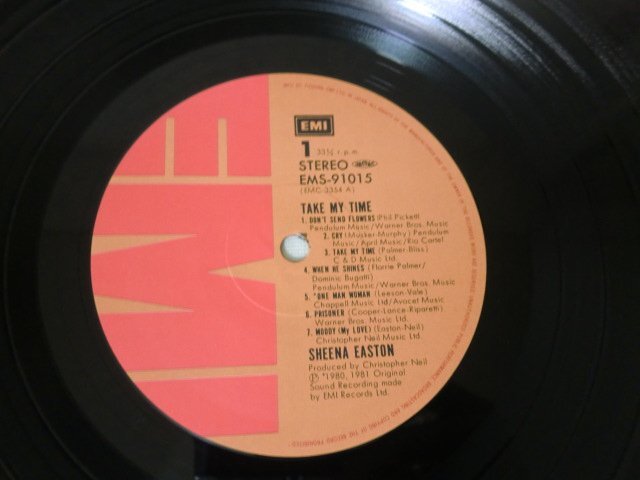 EMI
1 33⅓ r.p.m.
STEREO
EMS-91015
(EMC-3354 A)
TAKE MY TIME
1. DON'T SEND FLOWERS (Phil Pickett)
Pendulum Music/Warner Bros. Music
2. CRY (Musker-Murphy) Pendulum
Music/April Music/Rio Cartel
3. TAKE MY TIME (Palmer-Bliss)
C & D Music Ltd.
4. WHEN HE SHINES (Florrie Palmer/
Dominic Bugatti)
Pendulum Music/Warner Bros. Music
5. *ONE MAN WOMAN (Leeson-Vale)
Chappell Music Ltd/Avocet Music
6. PRISONER (Cooper-Lance-Riparetti)
Warner Bros. Music Ltd.
7. MOODY (My LOVE) (Easton-Neil)
Christopher Neil Music Ltd.
SHEENA EASTON
Produced by Christopher Neil
Ⓟ *1980, 1981 Original
Sound Recording made
by EMI Records Ltd.
EMI